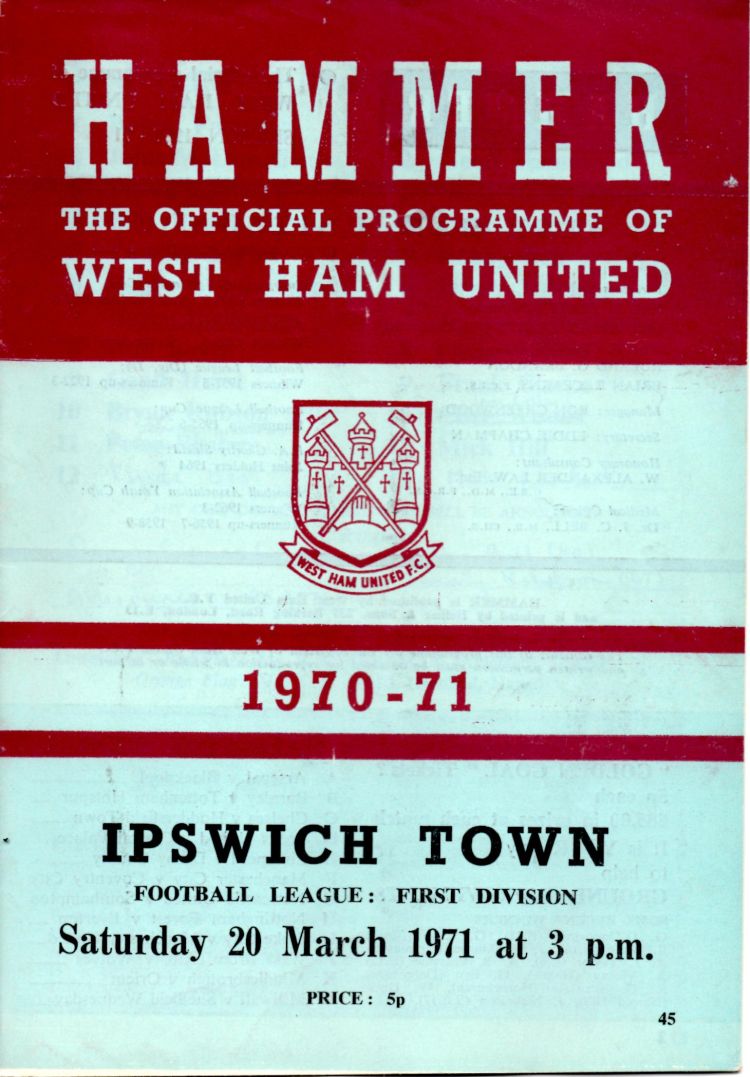 HAMMER
THE OFFICIAL PROGRAMME OF
WEST HAM UNITED
WEST HAM UNITED F.C.
1970-71
IPSWICH TOWN
FOOTBALL LEAGUE: FIRST DIVISION
Saturday 20 March 1971 at 3 p.m.
PRICE: 5p
45